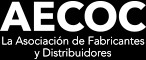 AECOC
La Asociación de Fabricantes
y Distribuidores